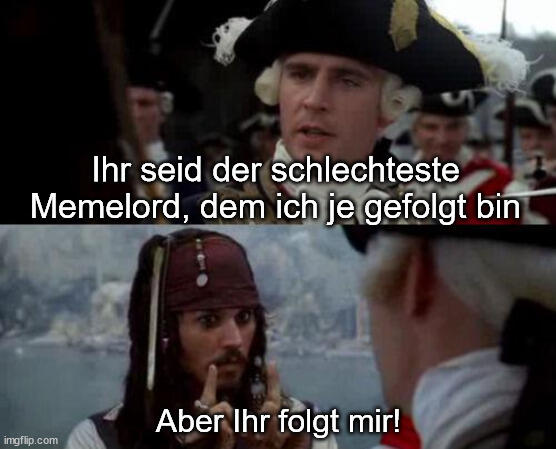 Ihr seid der schlechteste
Memelord, dem ich je gefolgt bin
Aber Ihr folgt mir!
imgflip.com